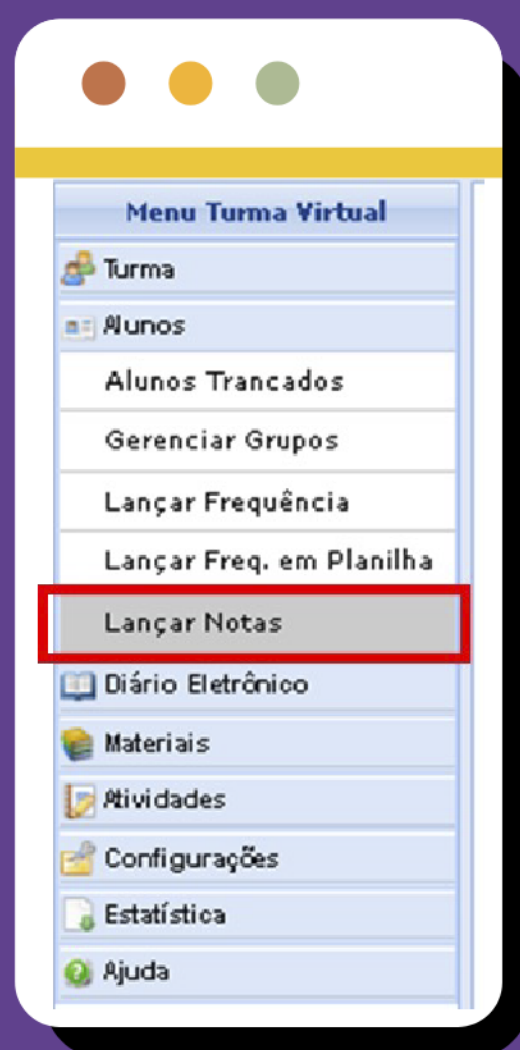 Menu Turma Virtual
Turma
Alunos
Alunos Trancados
Gerenciar Grupos
Lançar Frequência
Lançar Freq. em Planilha
Lançar Notas
Diário Eletrônico
Materiais
Atividades
Configurações
Estatística
Ajuda